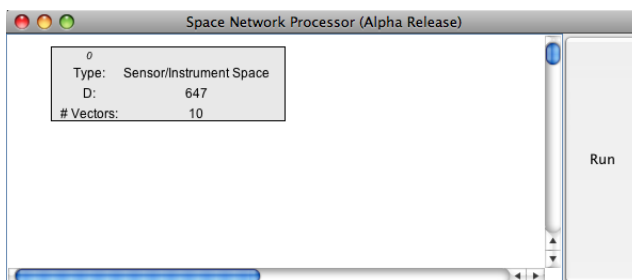 Space Network Processor (Alpha Release)
0
Type: Sensor/Instrument Space
D: 647
# Vectors: 10
Run